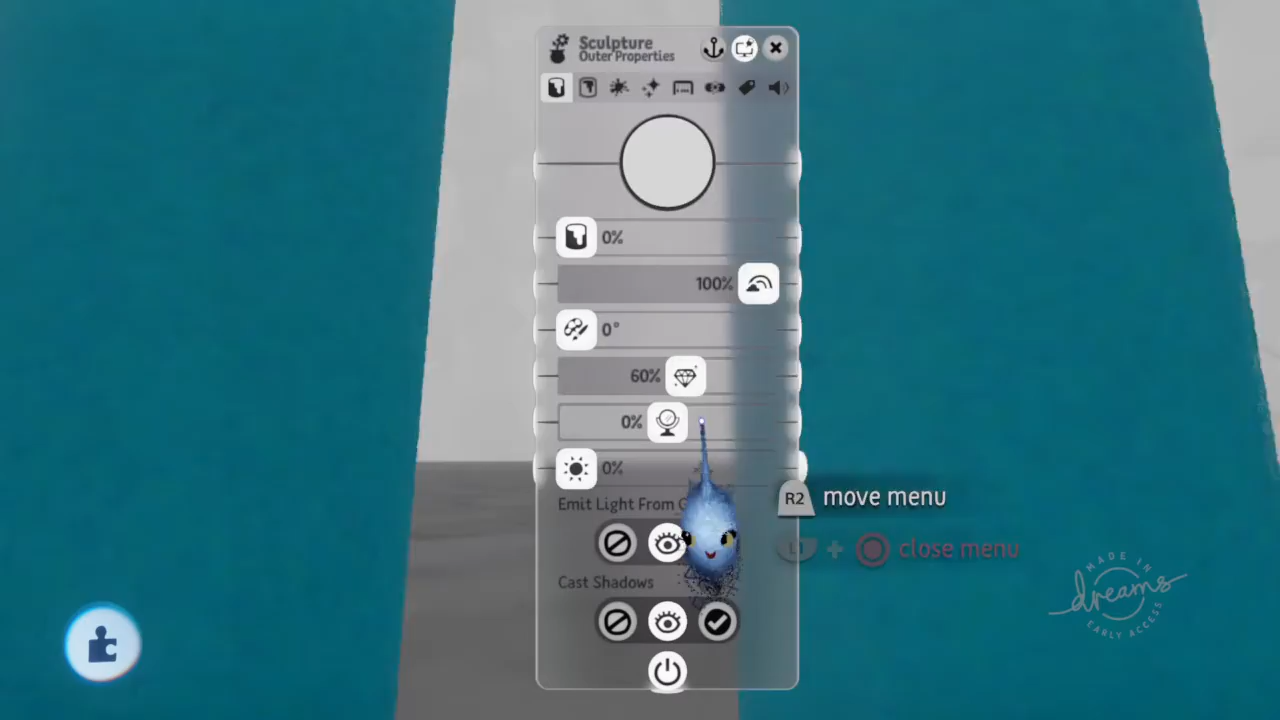 Sculpture
Outer Properties
0%
100%
0°
60%
0%
0%
Emit Light From
R2 move menu
L1 + close menu
Cast Shadows
MADE IN
dreams
EARLY ACCESS